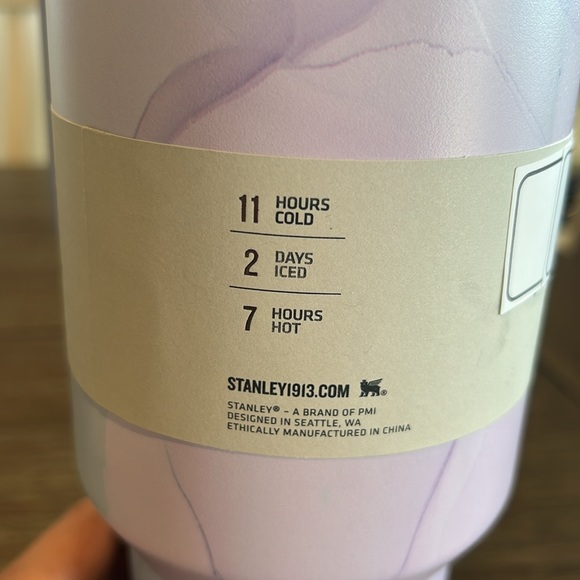 11 HOURS COLD
2 DAYS ICED
7 HOURS HOT
STANLEY1913.COM ®
STANLEY® – A BRAND OF PMI
DESIGNED IN SEATTLE, WA
ETHICALLY MANUFACTURED IN CHINA